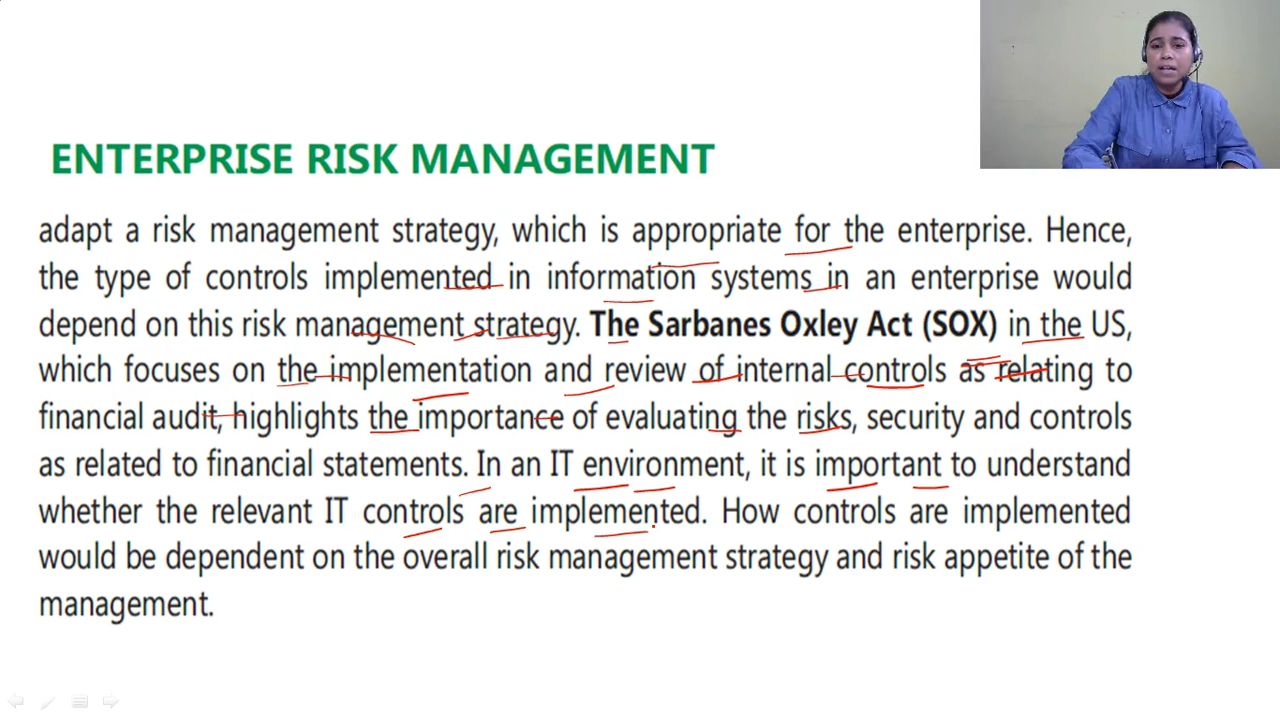 ENTERPRISE RISK MANAGEMENT
adapt a risk management strategy, which is appropriate for the enterprise. Hence,
the type of controls implemented in information systems in an enterprise would
depend on this risk management strategy. The Sarbanes Oxley Act (SOX) in the US,
which focuses on the implementation and review of internal controls as relating to
financial audit, highlights the importance of evaluating the risks, security and controls
as related to financial statements. In an IT environment, it is important to understand
whether the relevant IT controls are implemented. How controls are implemented
would be dependent on the overall risk management strategy and risk appetite of the
management.